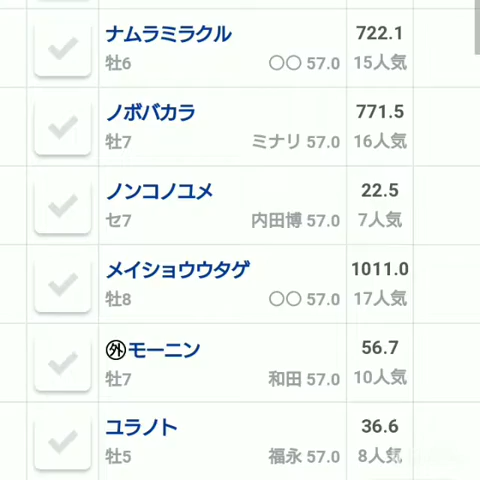 ナムラミラクル 722.1
牡6 〇〇 57.0 15人気
ノボバカラ 771.5
牡7 ミナリ 57.0 16人気
ノンコノユメ 22.5
セ7 内田博 57.0 7人気
メイショウウタゲ 1011.0
牡8 〇〇 57.0 17人気
外モーニン 56.7
牡7 和田 57.0 10人気
ユラノト 36.6
牡5 福永 57.0 8人気